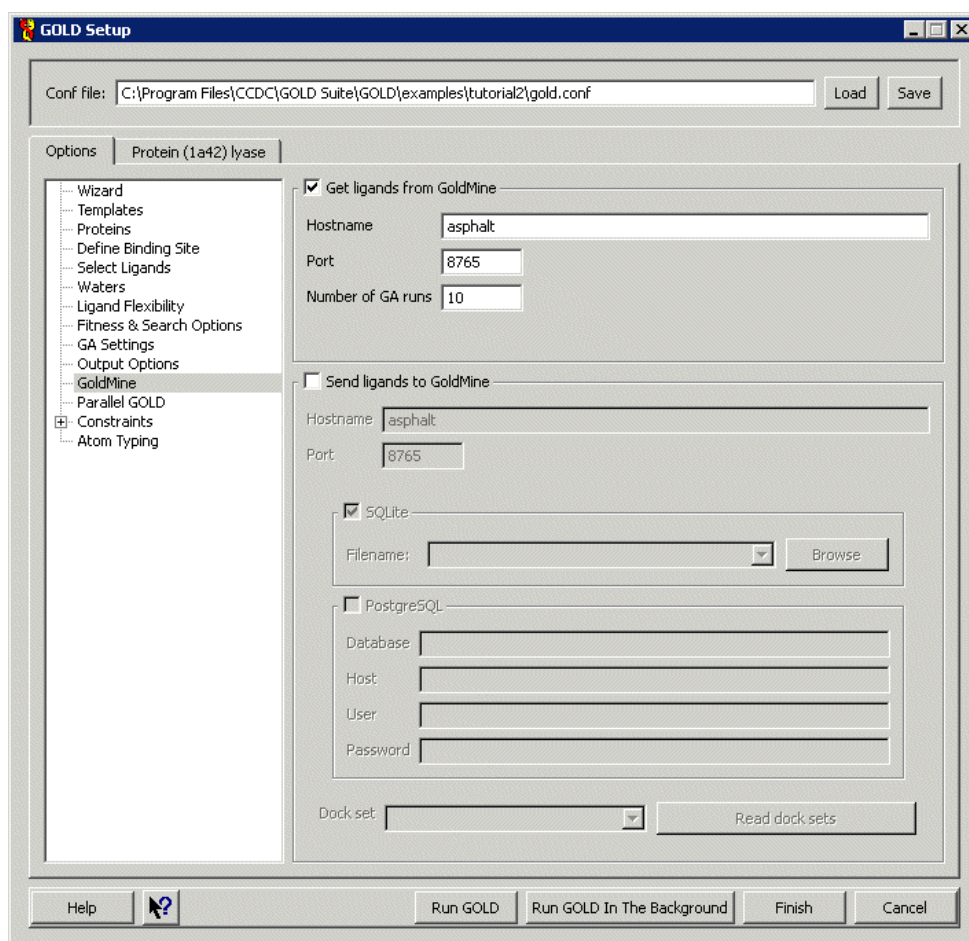 GOLD Setup
Conf file: C:\Program Files\CCDC\GOLD Suite\GOLD\examples\tutorial2\gold.conf Load Save
Options Protein (1a42) lyase
Wizard
Templates
Proteins
Define Binding Site
Select Ligands
Waters
Ligand Flexibility
Fitness & Search Options
GA Settings
Output Options
GoldMine
Parallel GOLD
Constraints
Atom Typing
Get ligands from GoldMine
Hostname asphalt
Port 8765
Number of GA runs 10
Send ligands to GoldMine
Hostname asphalt
Port 8765
SQLite
Filename: Browse
PostgreSQL
Database
Host
User
Password
Dock set Read dock sets
Help Run GOLD Run GOLD In The Background Finish Cancel